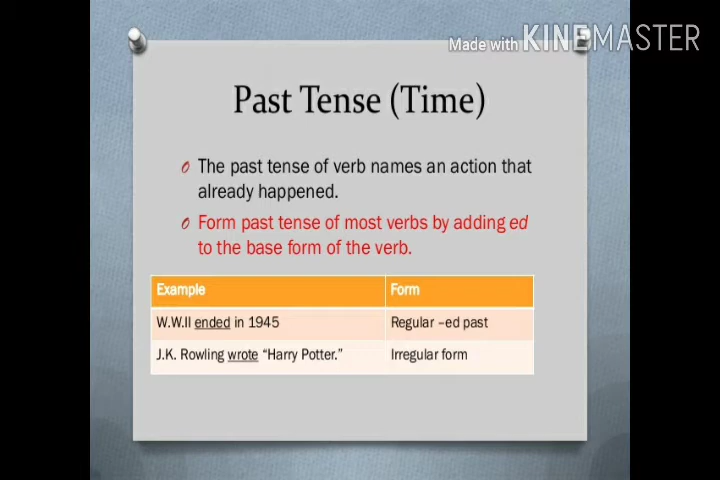 Made with KINEMASTER
Past Tense (Time)
The past tense of verb names an action that
already happened.
Form past tense of most verbs by adding ed
to the base form of the verb.
Example Form
W.W.II ended in 1945 Regular –ed past
J.K. Rowling wrote “Harry Potter.” Irregular form